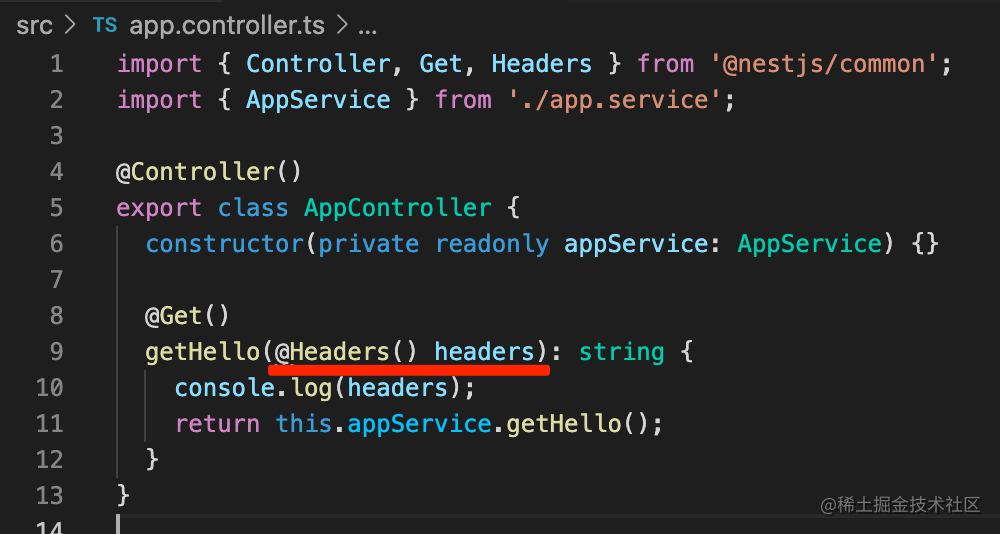 src > TS app.controller.ts > ...
1 import { Controller, Get, Headers } from '@nestjs/common';
2 import { AppService } from './app.service';
3
4 @Controller()
5 export class AppController {
6   constructor(private readonly appService: AppService) {}
7
8   @Get()
9   getHello(@Headers() headers): string {
10     console.log(headers);
11     return this.appService.getHello();
12   }
13 }
14
@稀土掘金技术社区